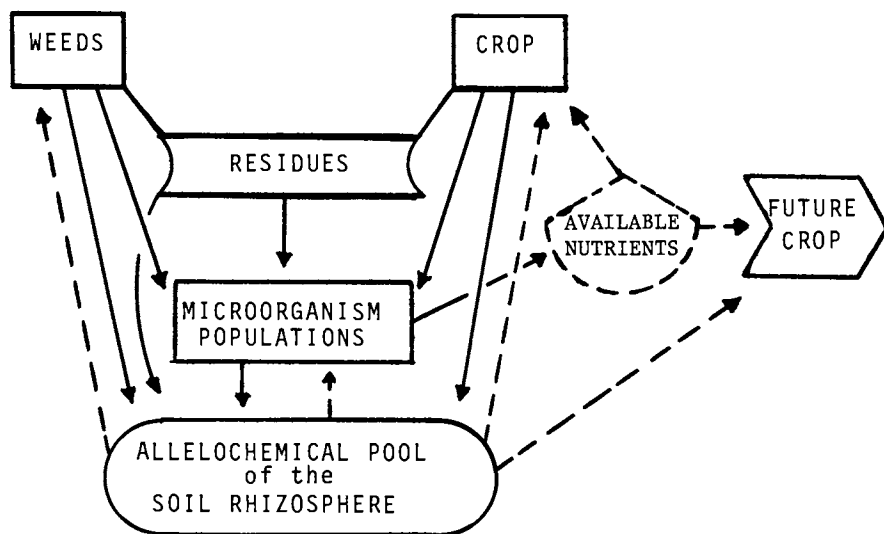 WEEDS
CROP
RESIDUES
AVAILABLE
NUTRIENTS
FUTURE
CROP
MICROORGANISM
POPULATIONS
ALLELOCHEMICAL POOL
of the
SOIL RHIZOSPHERE